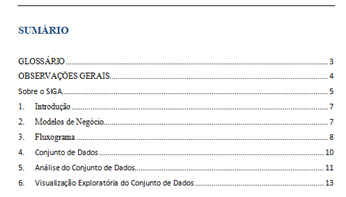 SUMÁRIO
GLOSSÁRIO 3
OBSERVAÇÕES GERAIS 4
Sobre o SIGA 5
1. Introdução 7
2. Modelos de Negócio 7
3. Fluxograma 8
4. Conjunto de Dados 10
5. Análise do Conjunto de Dados 11
6. Visualização Exploratória do Conjunto de Dados 13